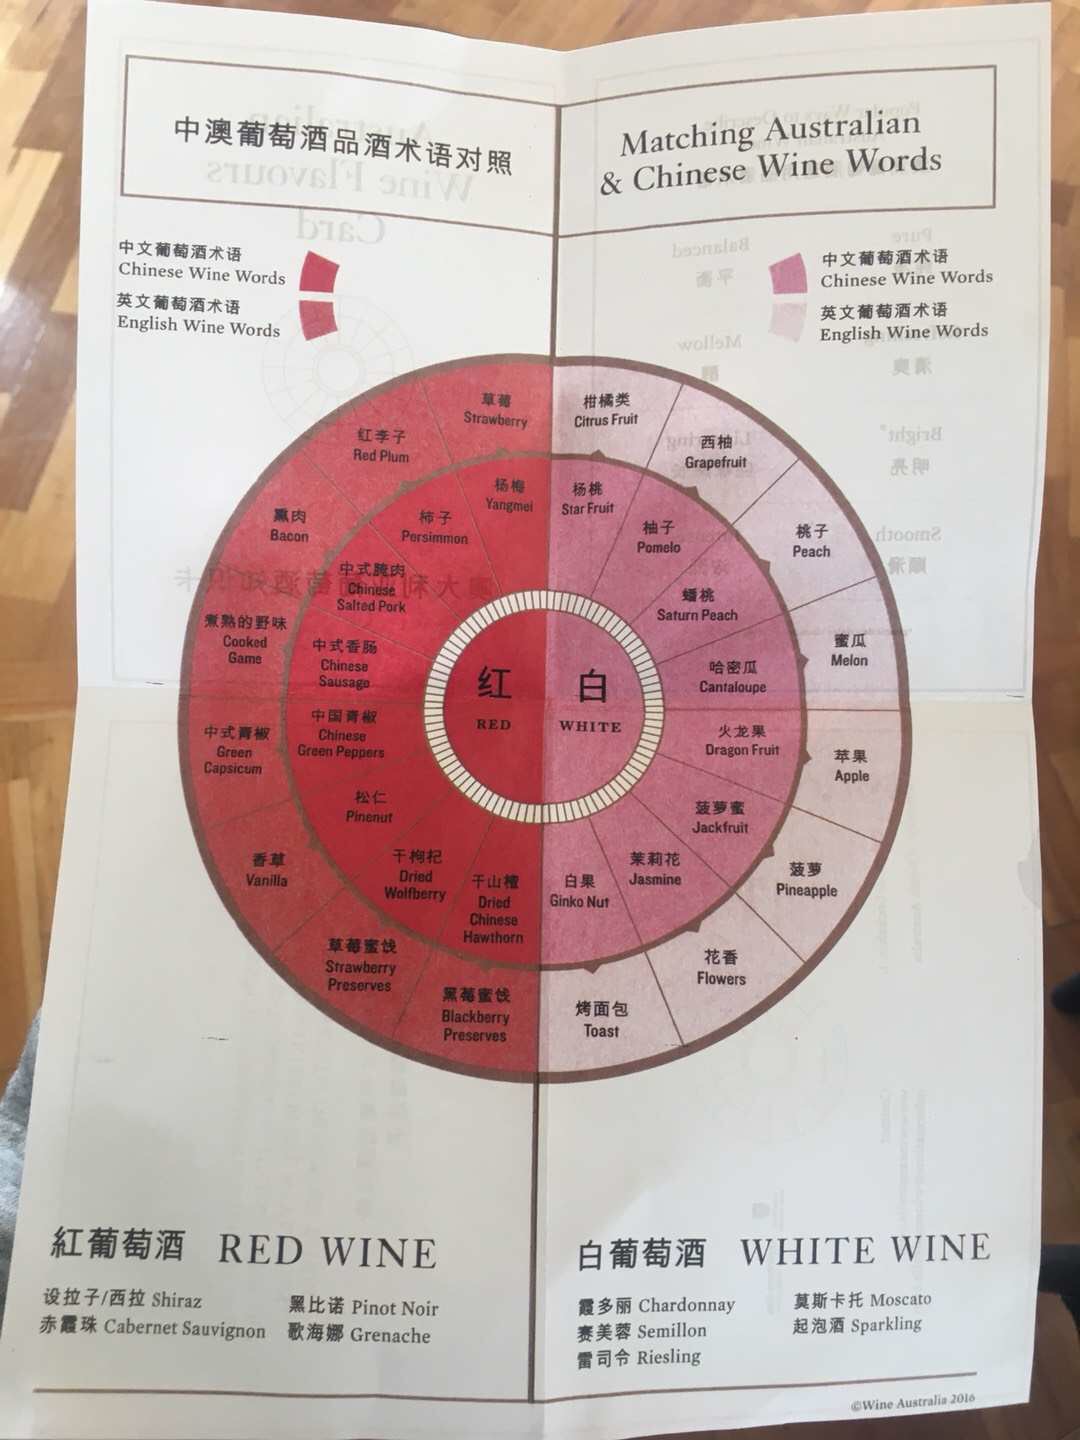 中澳葡萄酒品酒术语对照
Matching Australian
& Chinese Wine Words
中文葡萄酒术语
Chinese Wine Words
英文葡萄酒术语
English Wine Words
中文葡萄酒术语
Chinese Wine Words
英文葡萄酒术语
English Wine Words
草莓
Strawberry
红李子
Red Plum
熏肉
Bacon
煮熟的野味
Cooked
Game
中式青椒
Green
Capsicum
香草
Vanilla
草莓蜜饯
Strawberry
Preserves
黑莓蜜饯
Blackberry
Preserves
杨梅
Yangmei
柿子
Persimmon
中式腌肉
Chinese
Salted Pork
中式香肠
Chinese
Sausage
中国青椒
Chinese
Green Peppers
松仁
Pinenut
干枸杞
Dried
Wolfberry
干山楂
Dried
Chinese
Hawthorn
红
RED
白
WHITE
柑橘类
Citrus Fruit
西柚
Grapefruit
桃子
Peach
蜜瓜
Melon
苹果
Apple
菠萝
Pineapple
花香
Flowers
烤面包
Toast
杨桃
Star Fruit
柚子
Pomelo
蟠桃
Saturn Peach
哈密瓜
Cantaloupe
火龙果
Dragon Fruit
菠萝蜜
Jackfruit
茉莉花
Jasmine
白果
Ginko Nut
紅葡萄酒 RED WINE
设拉子/西拉 Shiraz
赤霞珠 Cabernet Sauvignon
黑比诺 Pinot Noir
歌海娜 Grenache
白葡萄酒 WHITE WINE
霞多丽 Chardonnay
赛美蓉 Semillon
雷司令 Riesling
莫斯卡托 Moscato
起泡酒 Sparkling
©Wine Australia 2016